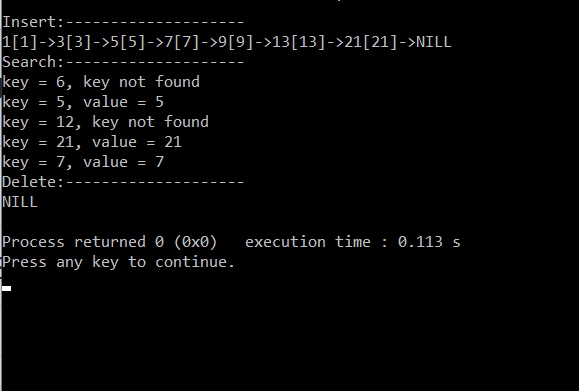 Insert:--------------------
1[1]->3[3]->5[5]->7[7]->9[9]->13[13]->21[21]->NILL
Search:--------------------
key = 6, key not found
key = 5, value = 5
key = 12, key not found
key = 21, value = 21
key = 7, value = 7
Delete:--------------------
NILL
Process returned 0 (0x0)   execution time : 0.113 s
Press any key to continue.